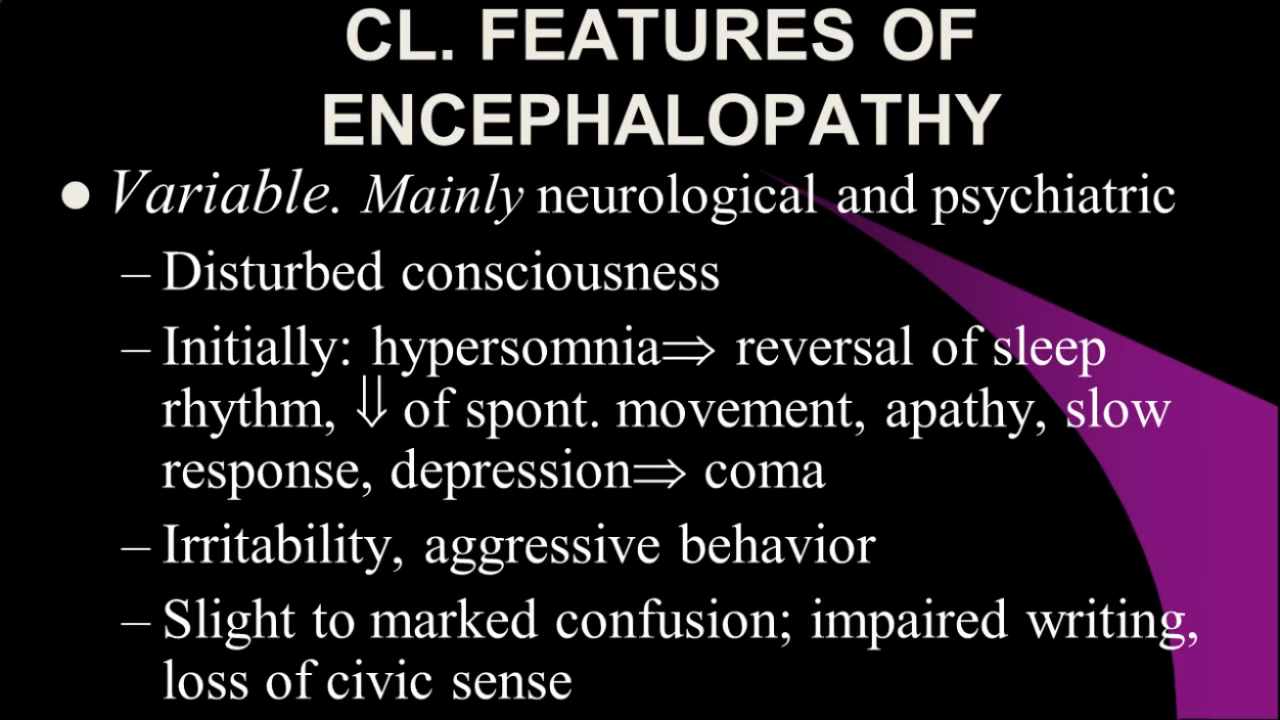 CL. FEATURES OF
ENCEPHALOPATHY
● Variable. Mainly neurological and psychiatric
– Disturbed consciousness
– Initially: hypersomnia⇒ reversal of sleep
rhythm, ⇓ of spont. movement, apathy, slow
response, depression⇒ coma
– Irritability, aggressive behavior
– Slight to marked confusion; impaired writing,
loss of civic sense